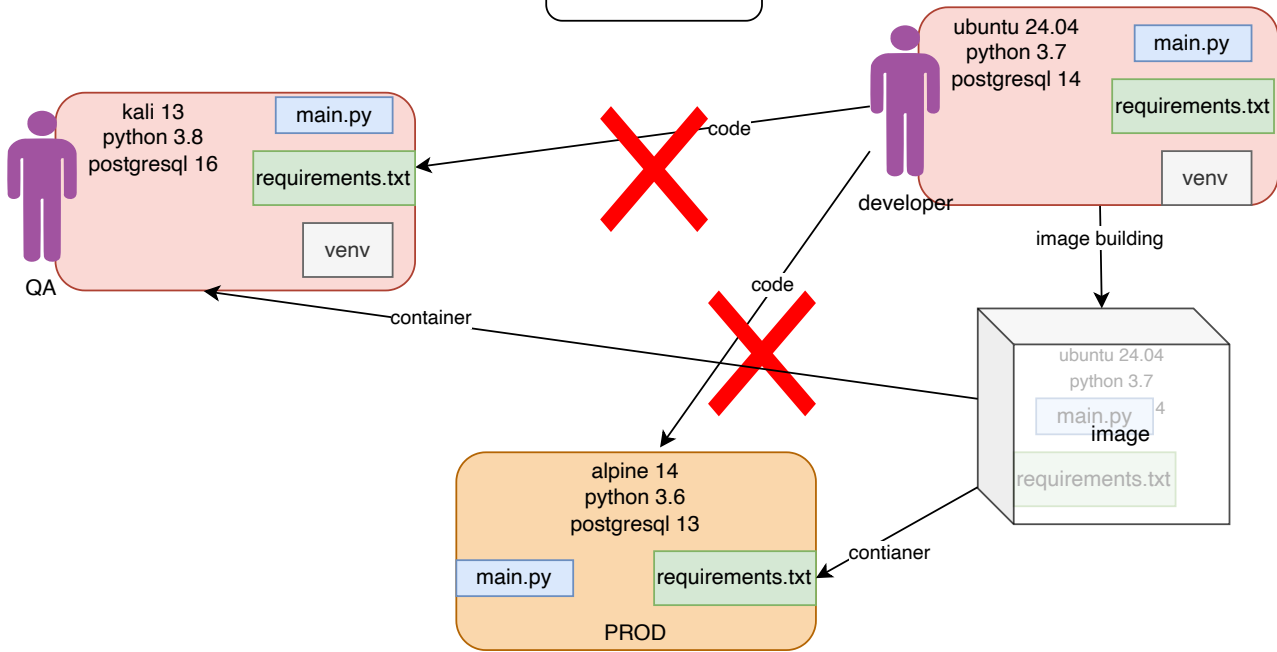 ubuntu 24.04
python 3.7
postgresql 14
main.py
requirements.txt
venv
developer
kali 13
python 3.8
postgresql 16
main.py
requirements.txt
venv
QA
code
code
image building
container
ubuntu 24.04
python 3.7
4
main.py
image
requirements.txt
contianer
alpine 14
python 3.6
postgresql 13
main.py
requirements.txt
PROD